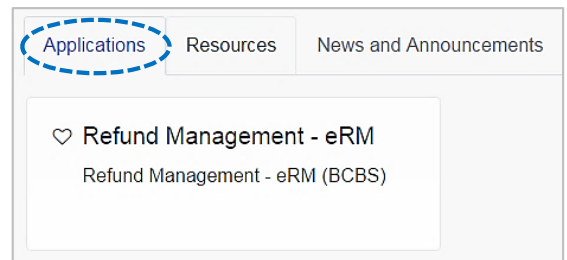 Applications Resources News and Announcements
Refund Management - eRM
Refund Management - eRM (BCBS)